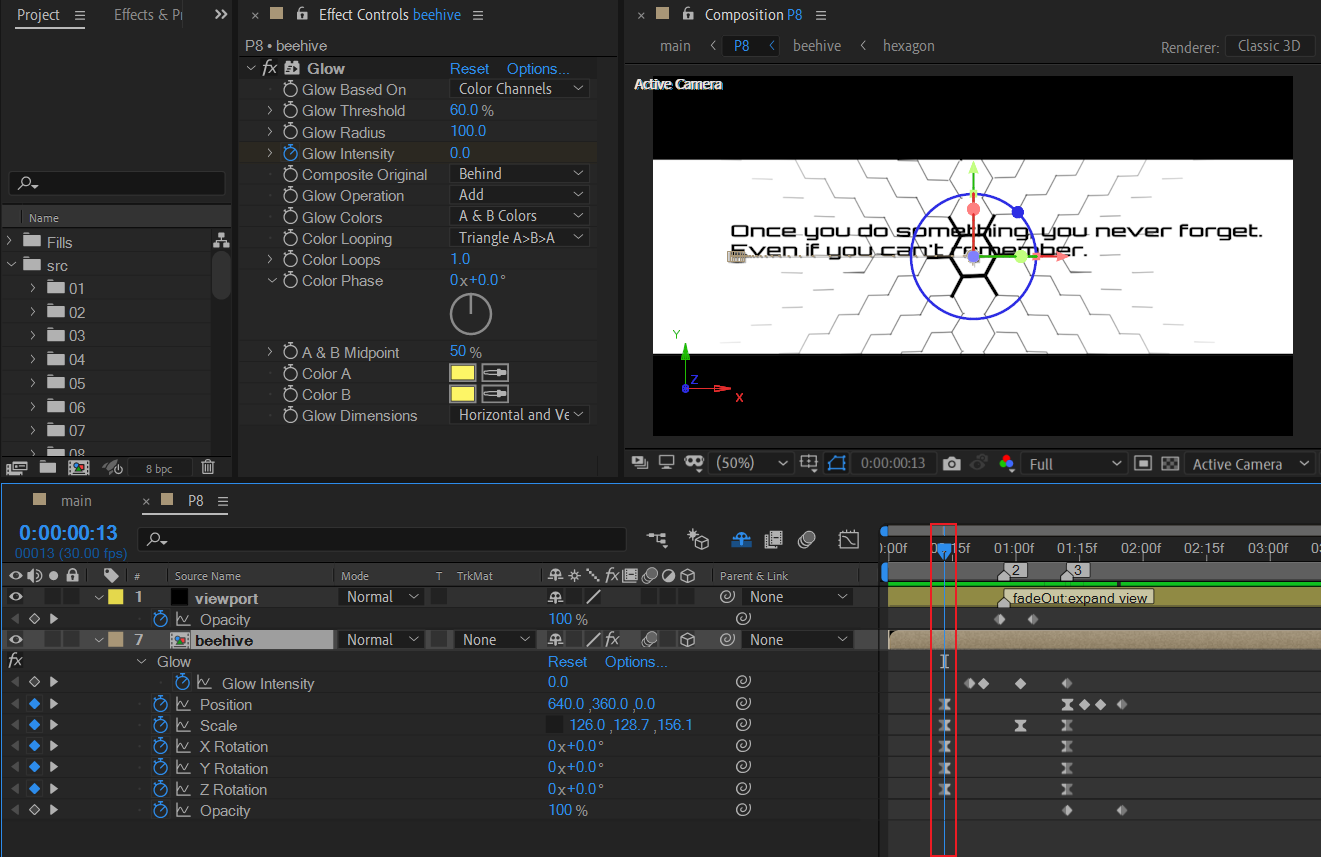 Project
Effects & Pr
Effect Controls beehive
Composition P8
P8 • beehive
main
P8
beehive
hexagon
Renderer:
Classic 3D
fx Glow
Reset
Options...
Glow Based On
Color Channels
Glow Threshold
60.0 %
Glow Radius
100.0
Glow Intensity
0.0
Composite Original
Behind
Glow Operation
Add
Glow Colors
A & B Colors
Color Looping
Triangle A>B>A
Color Loops
1.0
Color Phase
0x+0.0°
A & B Midpoint
50 %
Color A
Color B
Glow Dimensions
Horizontal and Ve
Name
Fills
src
01
02
03
04
05
06
07
08
8 bpc
Active Camera
Once you do something, you never forget.
Even if you can't remember.
Y
Z
X
(50%)
0:00:00:13
Full
Active Camera
main
P8
0:00:00:13
00013 (30.00 fps)
:00f
15f
01:00f
01:15f
02:00f
02:15f
03:00f
#
Source Name
Mode
T
TrkMat
fx
Parent & Link
2
3
1
viewport
Normal
None
fadeOut:expand view
Opacity
100 %
7
beehive
Normal
None
fx
None
fx
Glow
Reset
Options...
Glow Intensity
0.0
Position
640.0 ,360.0 ,0.0
Scale
126.0 ,128.7 ,156.1
X Rotation
0x+0.0°
Y Rotation
0x+0.0°
Z Rotation
0x+0.0°
Opacity
100 %